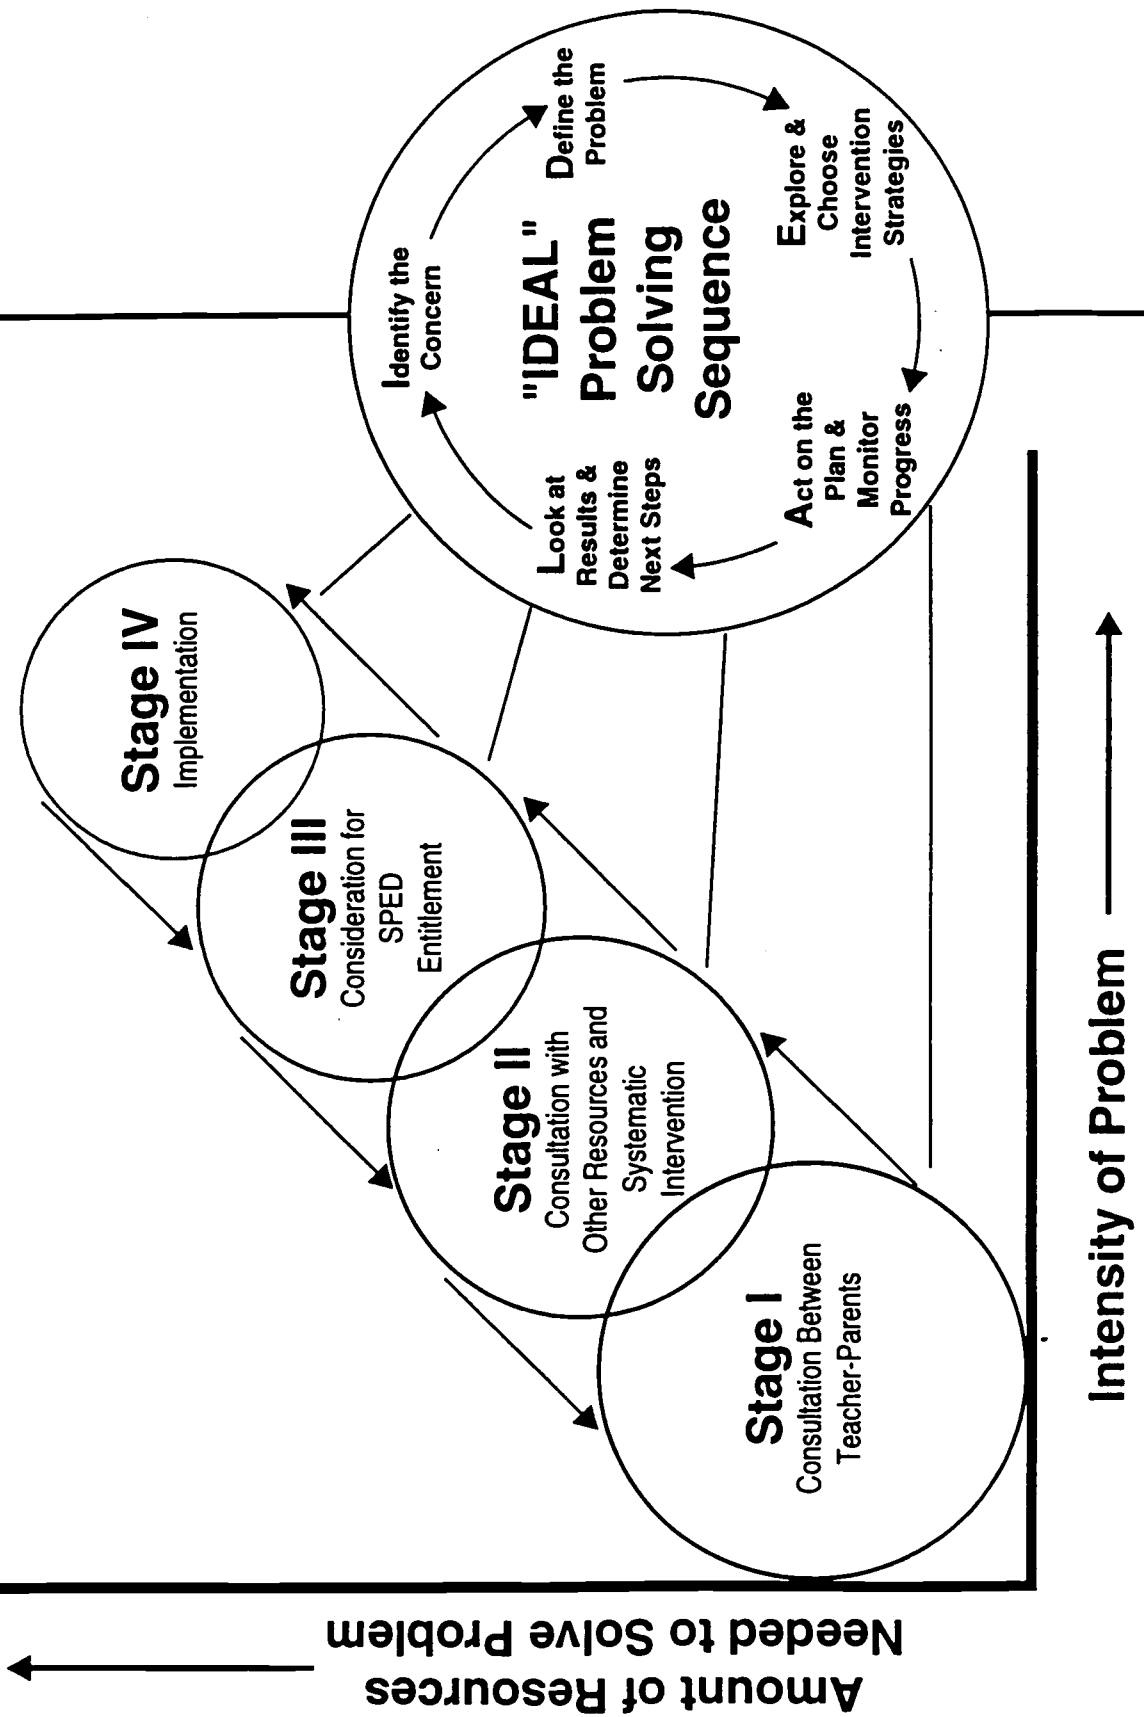 Amount of Resources
Needed to Solve Problem
Stage IV
Implementation
Stage III
Consideration for
SPED
Entitlement
Stage II
Consultation with
Other Resources and
Systematic
Intervention
Stage I
Consultation Between
Teacher-Parents
"IDEAL"
Problem
Solving
Sequence
Identify the
Concern
Define the
Problem
Explore &
Choose
Intervention
Strategies
Act on the
Plan &
Monitor
Progress
Look at
Results &
Determine
Next Steps
Intensity of Problem